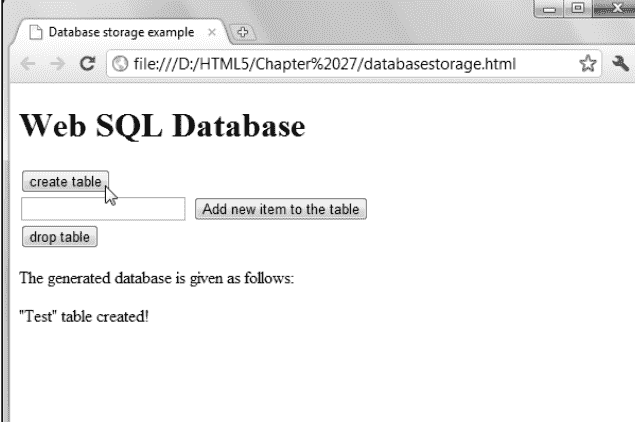 Database storage example
file:///D:/HTML5/Chapter%2027/databasestorage.html
Web SQL Database
create table
Add new item to the table
drop table
The generated database is given as follows:
"Test" table created!